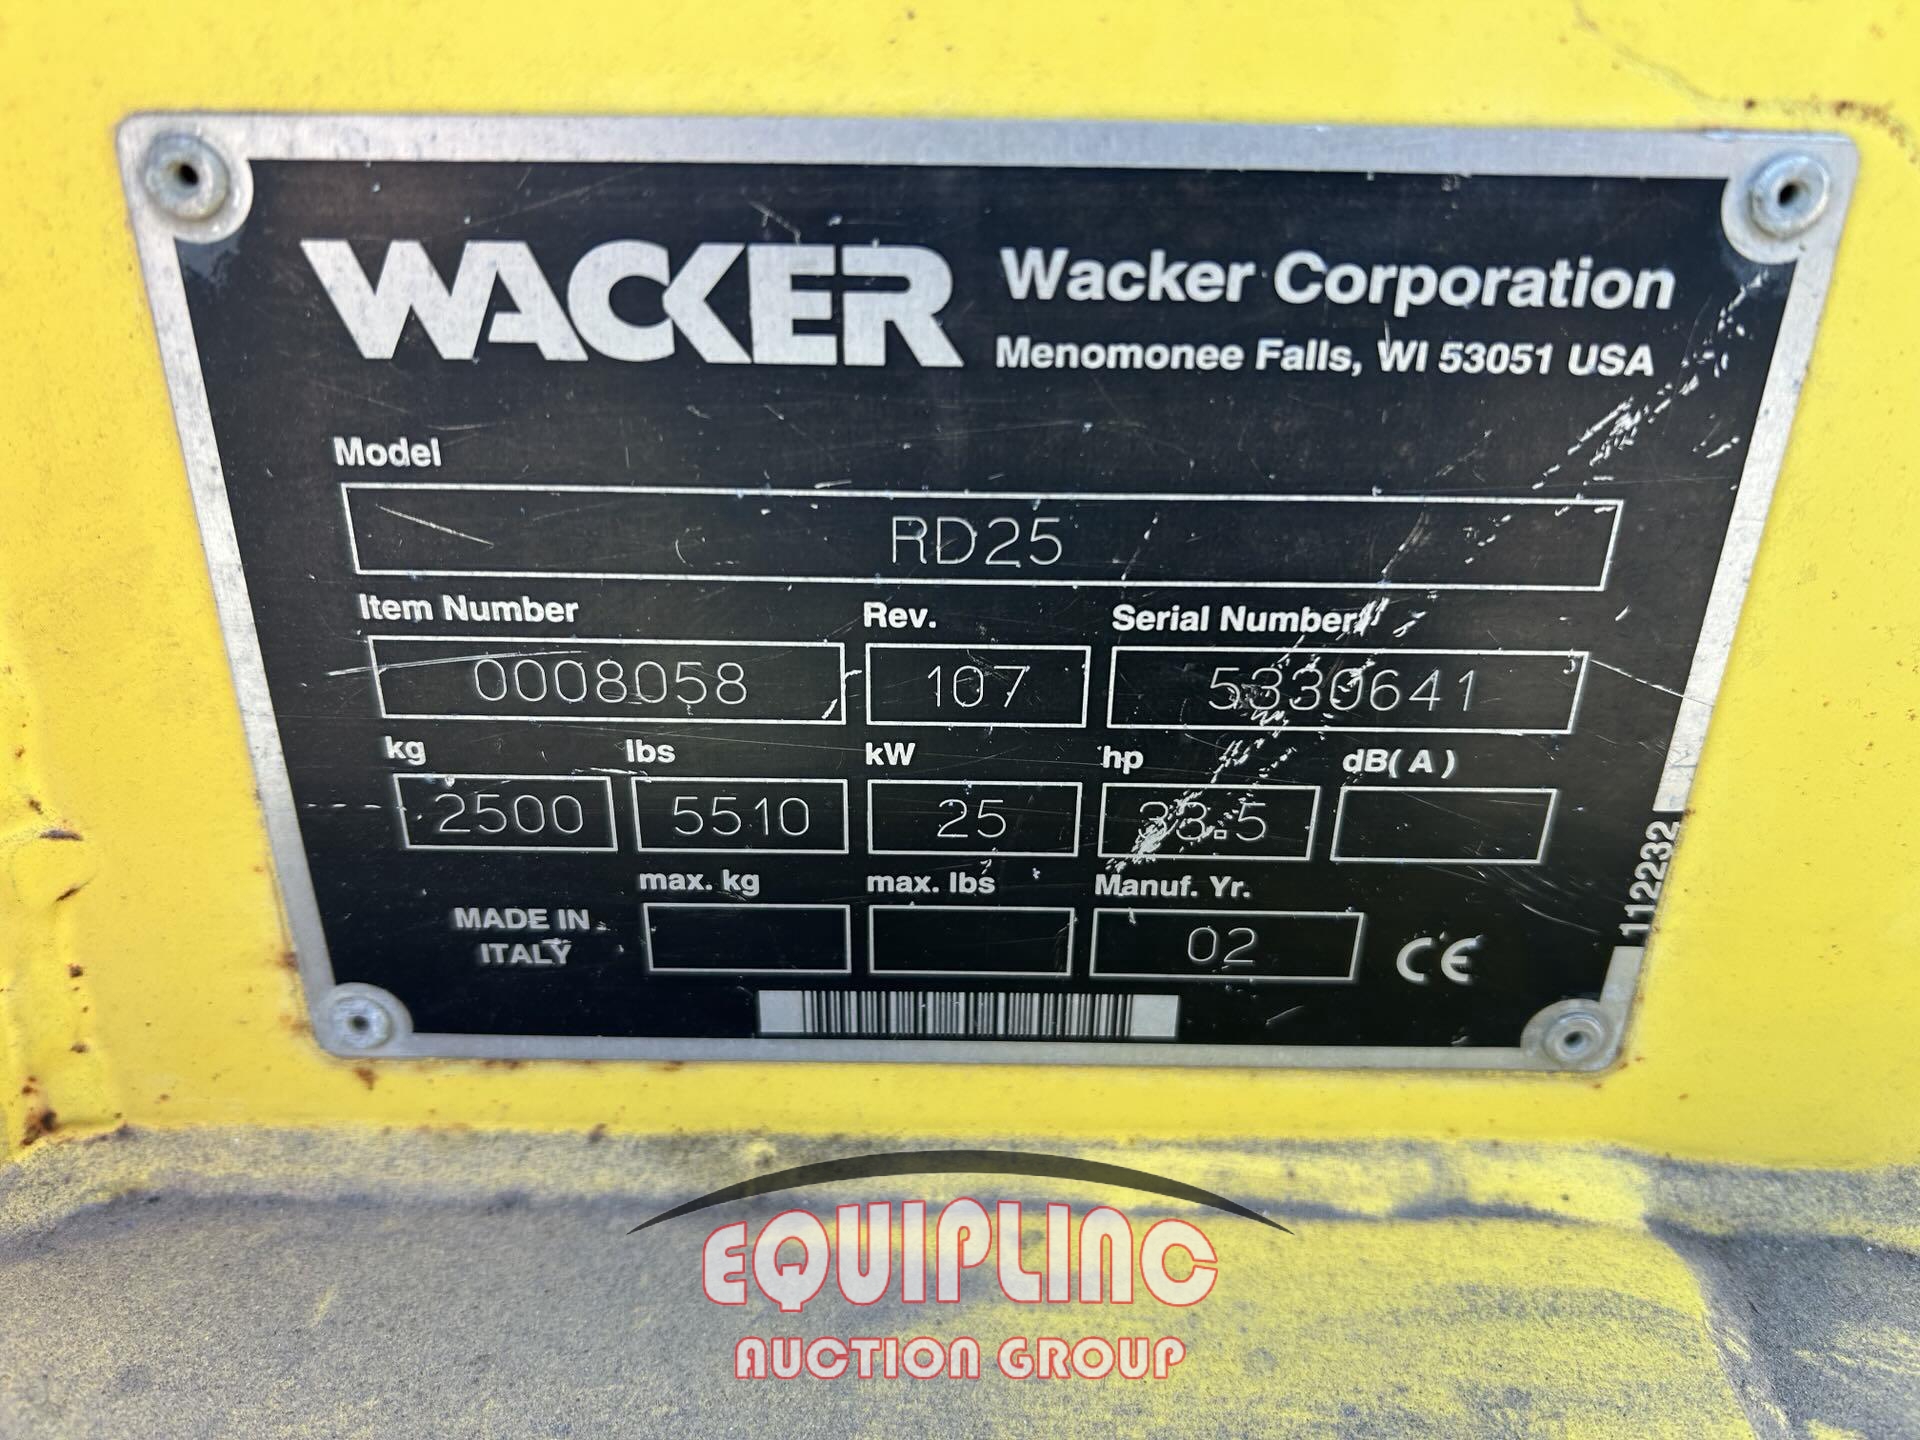 WACKER
Wacker Corporation
Menomonee Falls, WI 53051 USA
Model
RD25
Item Number Rev. Serial Number
0008058 107 5330641
kg lbs kW hp dB( A )
2500 5510 25 33.5
max. kg max. lbs Manuf. Yr.
MADE IN
ITALY
02
CE
112232
EQUIPLINC
AUCTION GROUP